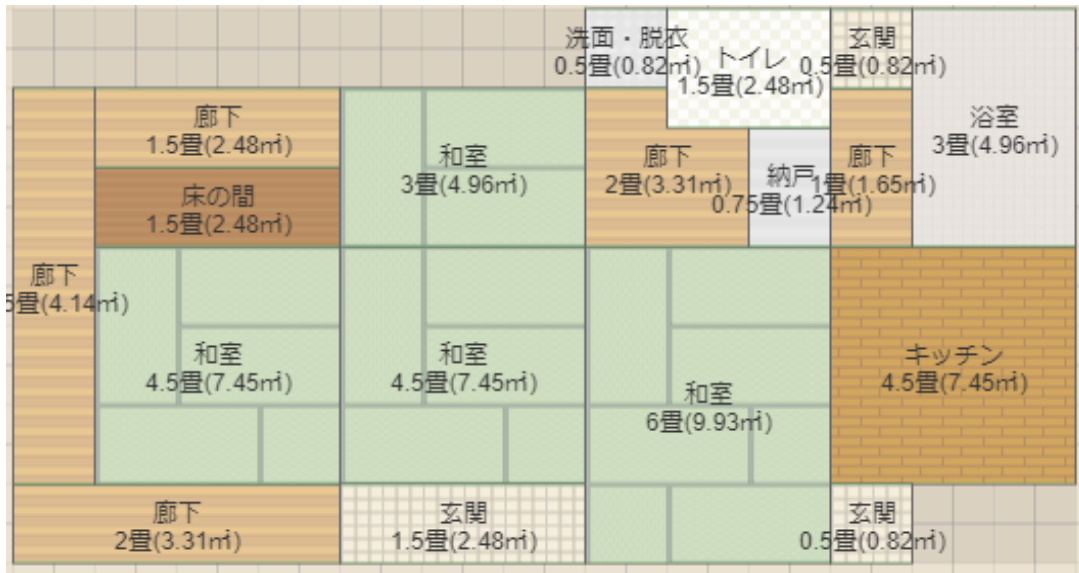 洗面・脱衣
0.5畳(0.82㎡)
トイレ
1.5畳(2.48㎡)
玄関
0.5畳(0.82㎡)
浴室
3畳(4.96㎡)
廊下
1.5畳(2.48㎡)
和室
3畳(4.96㎡)
廊下
2畳(3.31㎡)
納戸
0.75畳(1.24㎡)
廊下
1畳(1.65㎡)
床の間
1.5畳(2.48㎡)
廊下
5畳(4.14㎡)
和室
4.5畳(7.45㎡)
和室
4.5畳(7.45㎡)
和室
6畳(9.93㎡)
キッチン
4.5畳(7.45㎡)
廊下
2畳(3.31㎡)
玄関
1.5畳(2.48㎡)
玄関
0.5畳(0.82㎡)